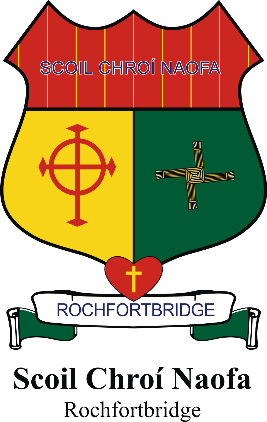 SCOIL CHROÍ NAOFA
ROCHFORTBRIDGE
Scoil Chroí Naofa
Rochfortbridge